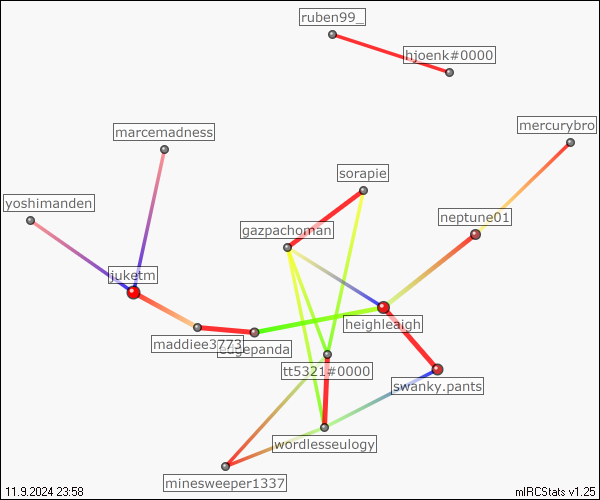 ruben99_
hjoenk#0000
mercurybro
marcemadness
sorapie
yoshimanden
neptune01
gazpachoman
juketm
heighleaigh
maddiee3773
edgepanda
tt5321#0000
swanky.pants
wordlesseulogy
minesweeper1337
11.9.2024 23:58
mIRCStats v1.25